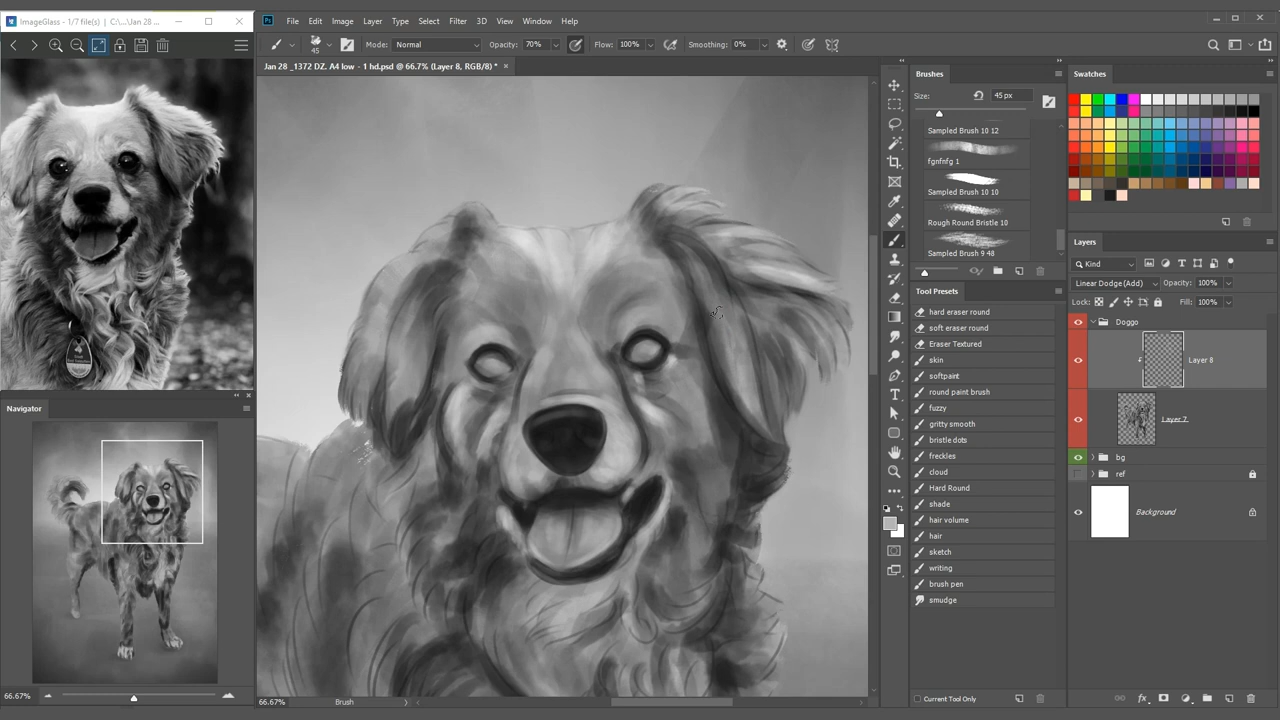 ImageGlass - 1/7 file(s) | C:\...\Jan 28 ...
File Edit Image Layer Type Select Filter 3D View Window Help
45 Mode: Normal Opacity: 70% Flow: 100% Smoothing: 0%
Jan 28 _1372 DZ. A4 low - 1 hd.psd @ 66.7% (Layer 8, RGB/8) *
Brushes
Size: 45 px
Sampled Brush 10 12
fgnfnfg 1
Sampled Brush 10 10
Rough Round Bristle 10
Sampled Brush 9 48
Tool Presets
hard eraser round
soft eraser round
Eraser Textured
skin
softpaint
round paint brush
fuzzy
gritty smooth
bristle dots
freckles
cloud
Hard Round
shade
hair volume
hair
sketch
writing
brush pen
smudge
Current Tool Only
Swatches
Layers
Kind
Linear Dodge (Add) Opacity: 100%
Lock: Fill: 100%
Doggo
Layer 8
Layer 7
bg
ref
Background
fx
Navigator
66.67%
66.67% Brush